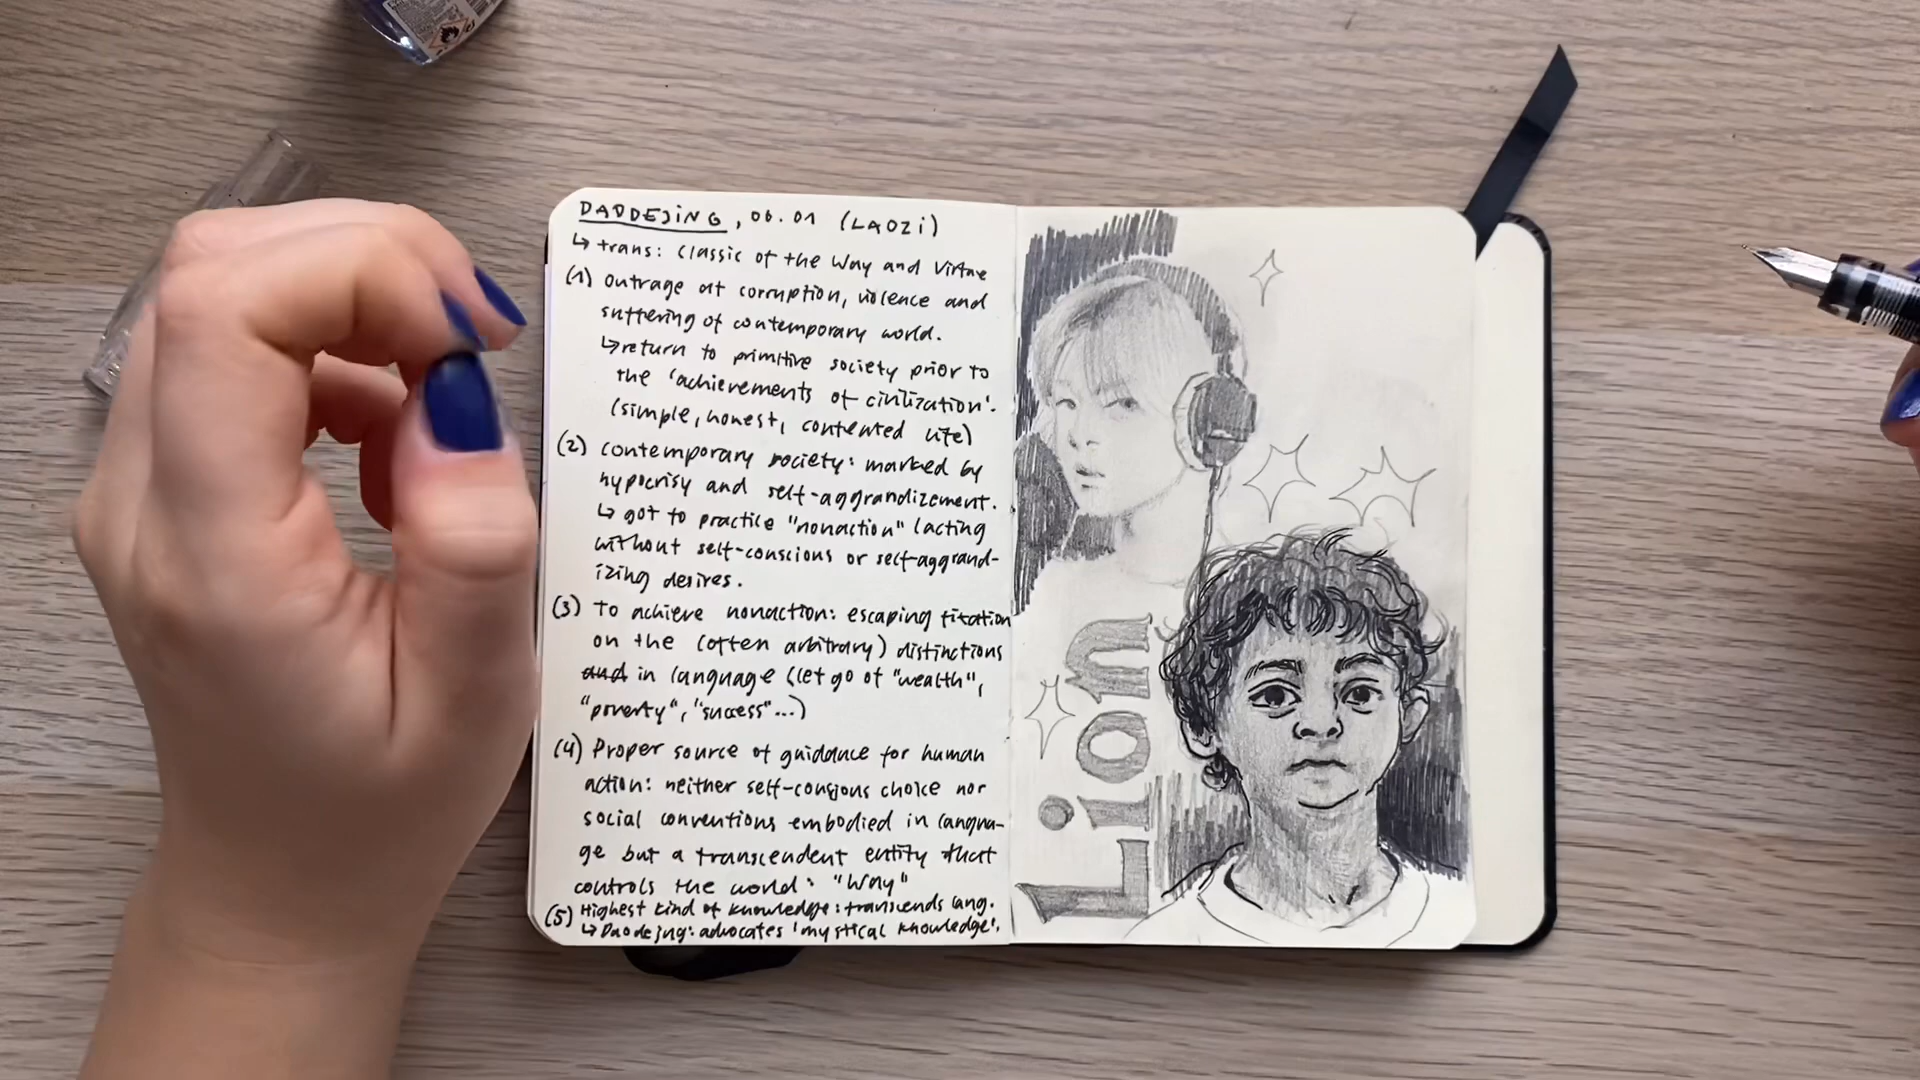 DAODEJING, 06.01 (LAOZI)
↳ trans: Classic of the Way and Virtue
(1) Outrage at corruption, violence and
suffering of contemporary world.
↳ return to primitive society prior to
the 'achievements of civilization'.
(simple, honest, contented life)
(2) Contemporary society: marked by
hypocrisy and self-aggrandizement.
↳ got to practice "nonaction" (acting
without self-conscious or self-aggrand-
izing desires.
(3) To achieve nonaction: escaping fixation
on the (often arbitrary) distinctions
and in language (let go of "wealth",
"poverty", "success"...)
(4) Proper source of guidance for human
action: neither self-consious choice nor
social conventions embodied in langua-
ge but a transcendent entity that
controls the world: "Way"
(5) Highest kind of knowledge: transcends lang.
↳ Daodejing: advocates 'mystical knowledge'.
Lion